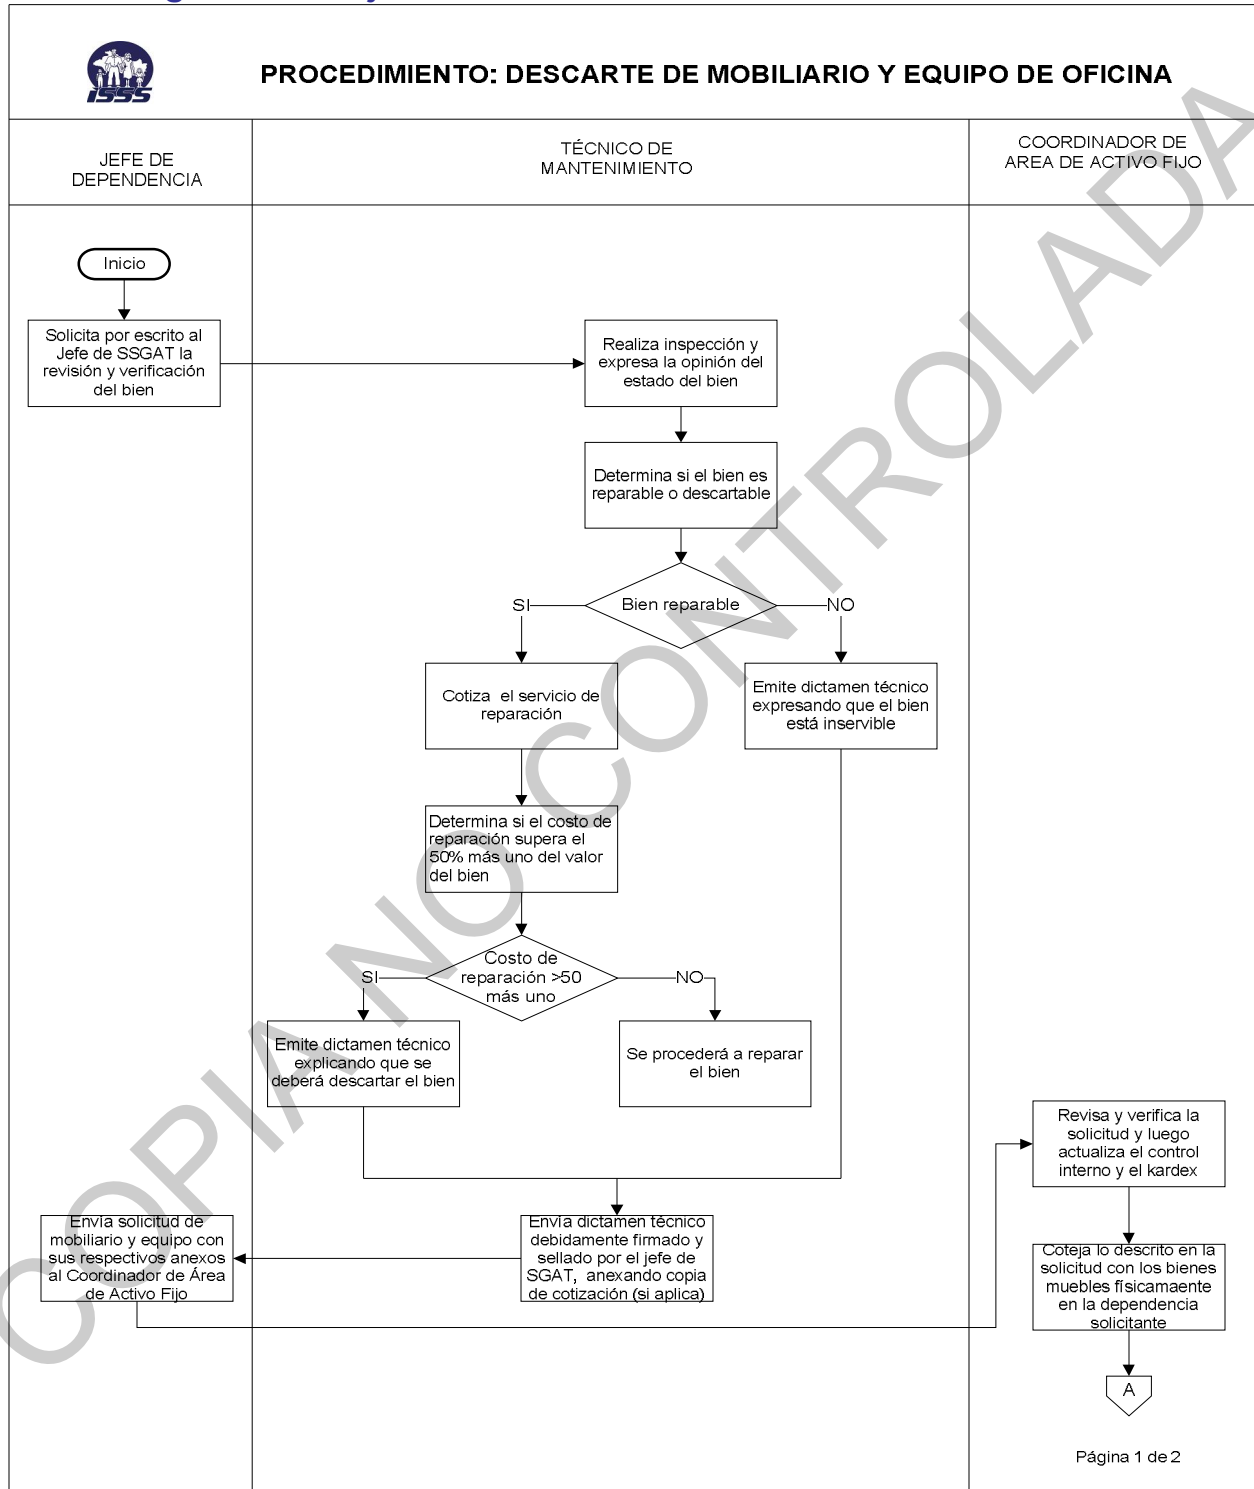 ISSS
PROCEDIMIENTO: DESCARTE DE MOBILIARIO Y EQUIPO DE OFICINA
JEFE DE
DEPENDENCIA
TÉCNICO DE
MANTENIMIENTO
COORDINADOR DE
AREA DE ACTIVO FIJO
Inicio
Solicita por escrito al
Jefe de SSGAT la
revisión y verificación
del bien
Realiza inspección y
expresa la opinión del
estado del bien
Determina si el bien es
reparable o descartable
Bien reparable
SI
NO
Cotiza el servicio de
reparación
Emite dictamen técnico
expresando que el bien
está inservible
Determina si el costo de
reparación supera el
50% más uno del valor
del bien
Costo de
reparación >50
más uno
SI
NO
Emite dictamen técnico
explicando que se
deberá descartar el bien
Se procederá a reparar
el bien
Envía dictamen técnico
debidamente firmado y
sellado por el jefe de
SGAT, anexando copia
de cotización (si aplica)
Envía solicitud de
mobiliario y equipo con
sus respectivos anexos
al Coordinador de Área
de Activo Fijo
Revisa y verifica la
solicitud y luego
actualiza el control
interno y el kardex
Coteja lo descrito en la
solicitud con los bienes
muebles físicamaente
en la dependencia
solicitante
A
Página 1 de 2
COPIA NO CONTROLADA